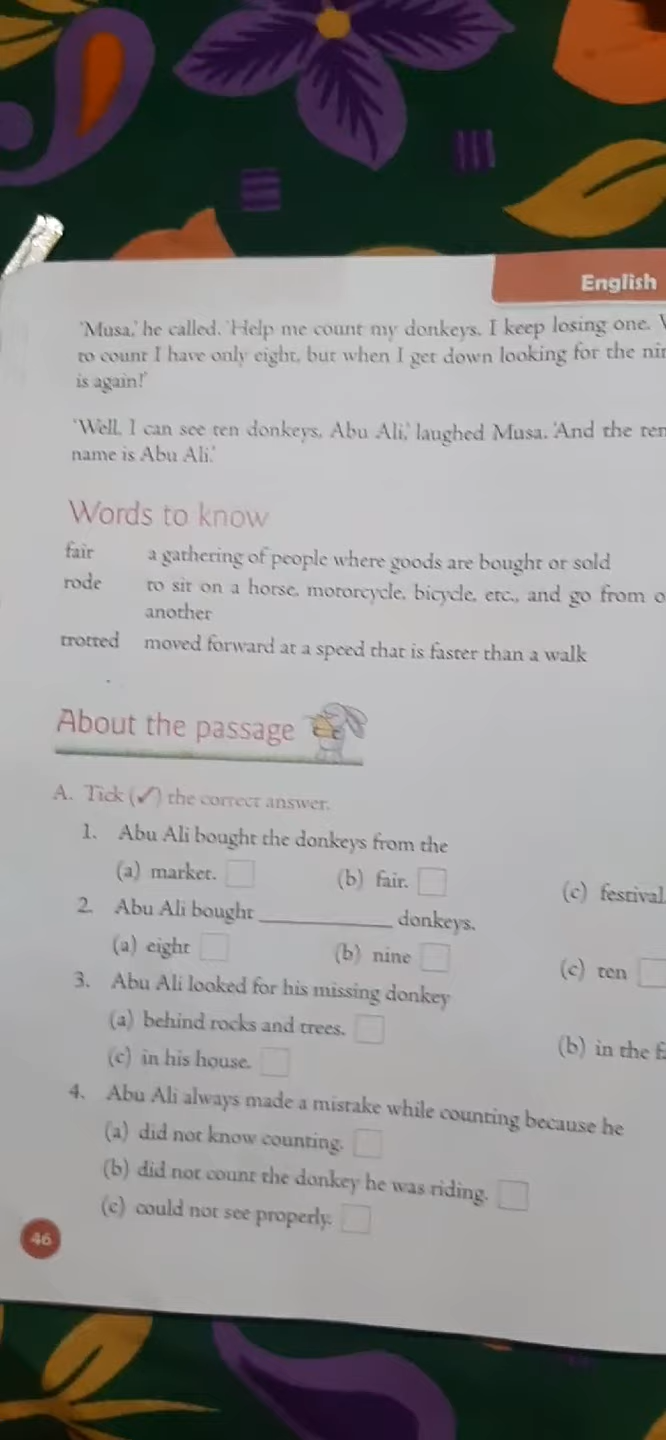 English
'Musa,' he called. 'Help me count my donkeys. I keep losing one.
to count I have only eight, but when I get down looking for the
is again!'
'Well, I can see ten donkeys, Abu Ali,' laughed Musa. 'And the
name is Abu Ali.'
Words to know
fair a gathering of people where goods are bought or sold
rode to sit on a horse, motorcycle, bicycle, etc., and go from
another
trotted moved forward at a speed that is faster than a walk
About the passage
A. Tick (✓) the correct answer.
1. Abu Ali bought the donkeys from the
(a) market. (b) fair. (c) festival
2. Abu Ali bought ____________ donkeys.
(a) eight (b) nine (c) ten
3. Abu Ali looked for his missing donkey
(a) behind rocks and trees. (b) in the
(c) in his house.
4. Abu Ali always made a mistake while counting because he
(a) did not know counting.
(b) did not count the donkey he was riding.
(c) could not see properly.
46